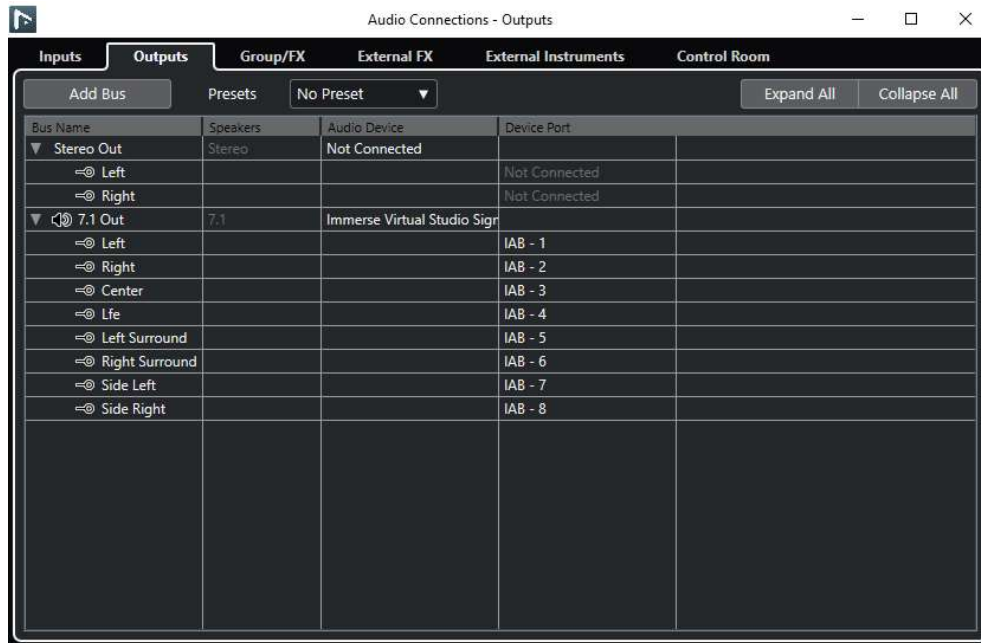 Audio Connections - Outputs
Inputs Outputs Group/FX External FX External Instruments Control Room
Add Bus Presets No Preset Expand All Collapse All
Bus Name Speakers Audio Device Device Port
Stereo Out Stereo Not Connected
Left Not Connected
Right Not Connected
7.1 Out 7.1 Immerse Virtual Studio Sigr
Left IAB - 1
Right IAB - 2
Center IAB - 3
Lfe IAB - 4
Left Surround IAB - 5
Right Surround IAB - 6
Side Left IAB - 7
Side Right IAB - 8